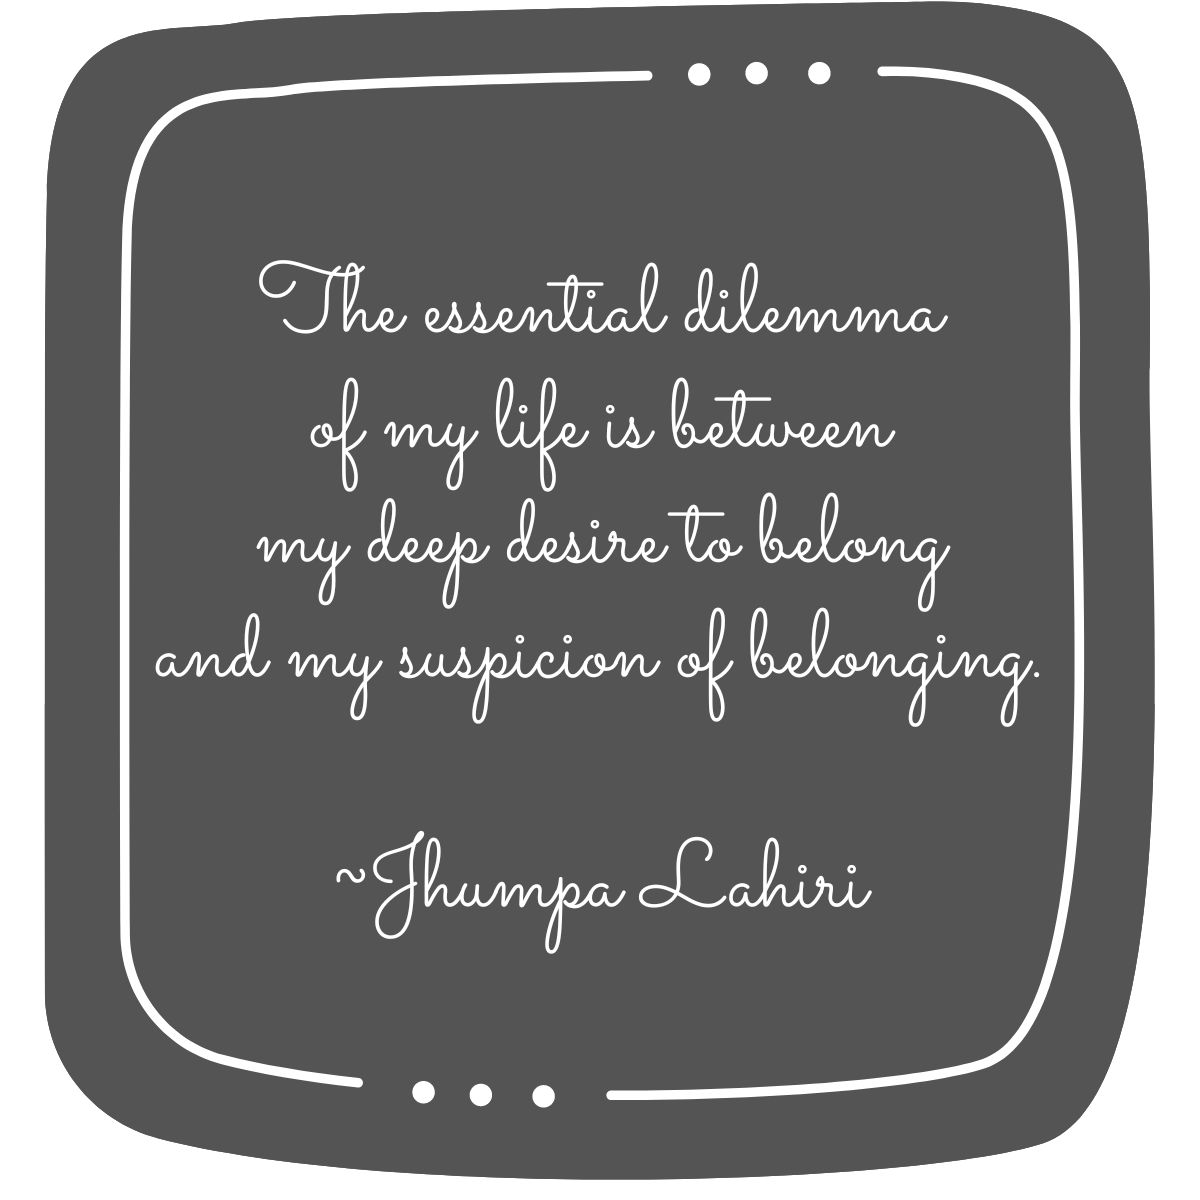 The essential dilemma
of my life is between
my deep desire to belong
and my suspicion of belonging.
~Jhumpa Lahiri